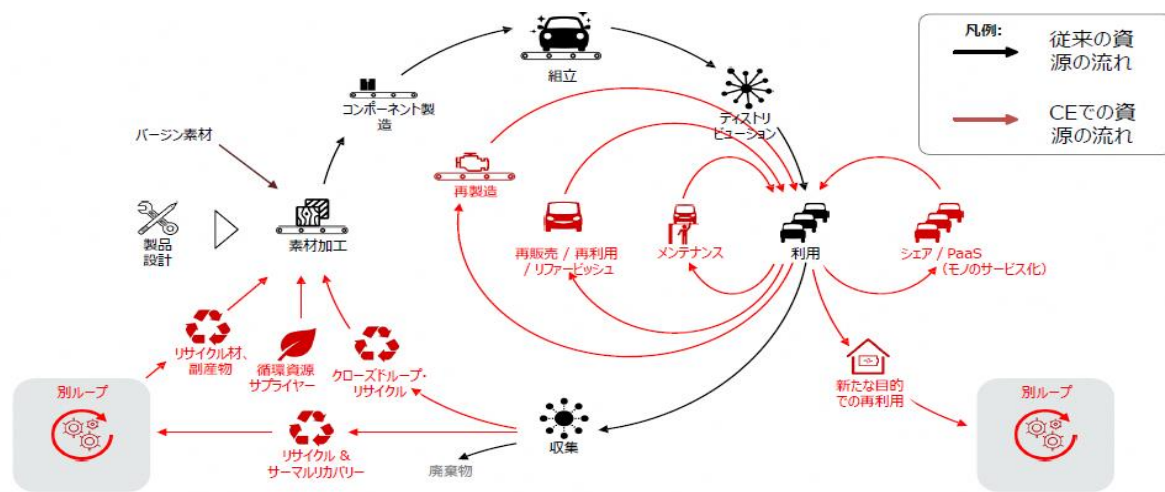 凡例:
従来の資
源の流れ
CEでの資
源の流れ
組立
コンポーネント製
造
ディストリ
ビューション
バージン素材
再製造
製品
設計
素材加工
再販売 / 再利用
/ リファービッシュ
メンテナンス
利用
シェア / PaaS
(モノのサービス化)
リサイクル材、
副産物
循環資源
サプライヤー
クローズドループ・
リサイクル
新たな目的
での再利用
別ループ
別ループ
リサイクル &
サーマルリカバリー
収集
廃棄物